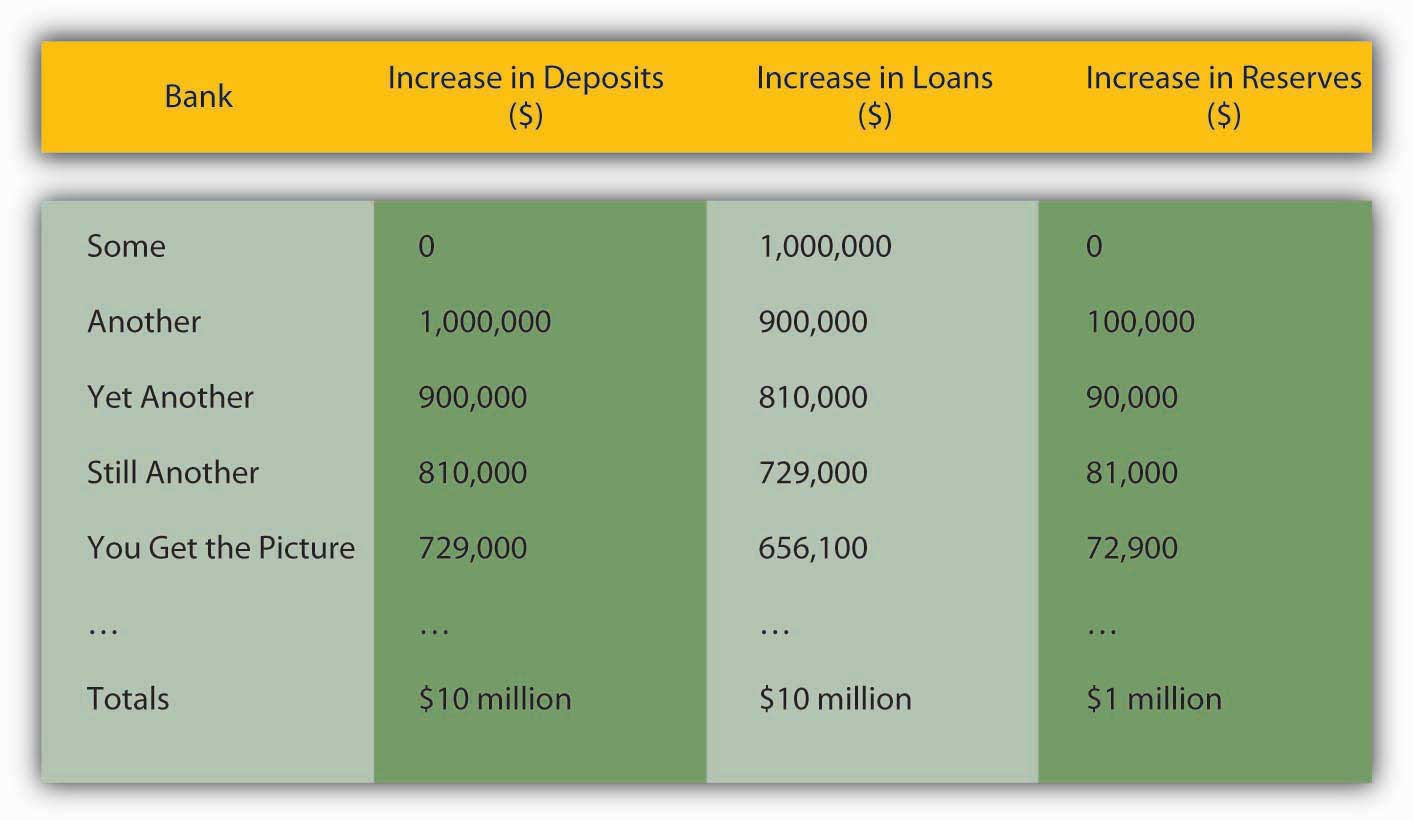 Bank Increase in Deposits ($) Increase in Loans ($) Increase in Reserves ($)
Some 0 1,000,000 0
Another 1,000,000 900,000 100,000
Yet Another 900,000 810,000 90,000
Still Another 810,000 729,000 81,000
You Get the Picture 729,000 656,100 72,900
… … … …
Totals $10 million $10 million $1 million